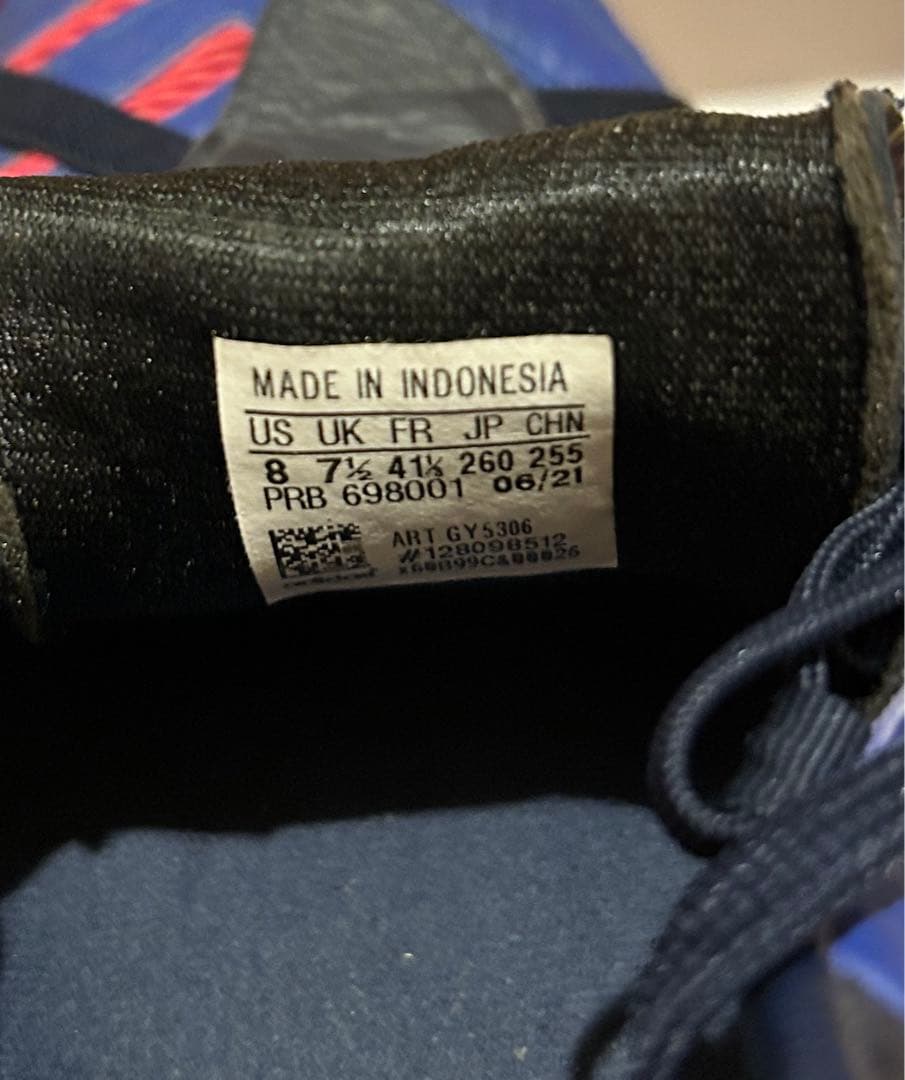 MADE IN INDONESIA
US UK FR JP CHN
8 7½ 41⅓ 260 255
PRB 698001 06/21
ART GY5306
#128098512